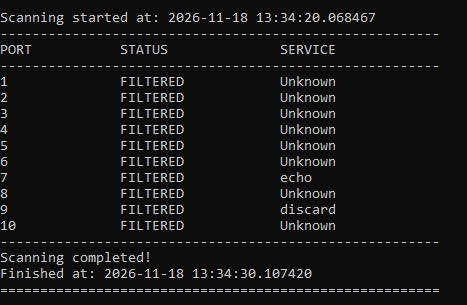 Scanning started at: 2026-11-18 13:34:20.068467
-------------------------------------------------------
PORT STATUS SERVICE
-------------------------------------------------------
1 FILTERED Unknown
2 FILTERED Unknown
3 FILTERED Unknown
4 FILTERED Unknown
5 FILTERED Unknown
6 FILTERED Unknown
7 FILTERED echo
8 FILTERED Unknown
9 FILTERED discard
10 FILTERED Unknown
-------------------------------------------------------
Scanning completed!
Finished at: 2026-11-18 13:34:30.107420
=======================================================